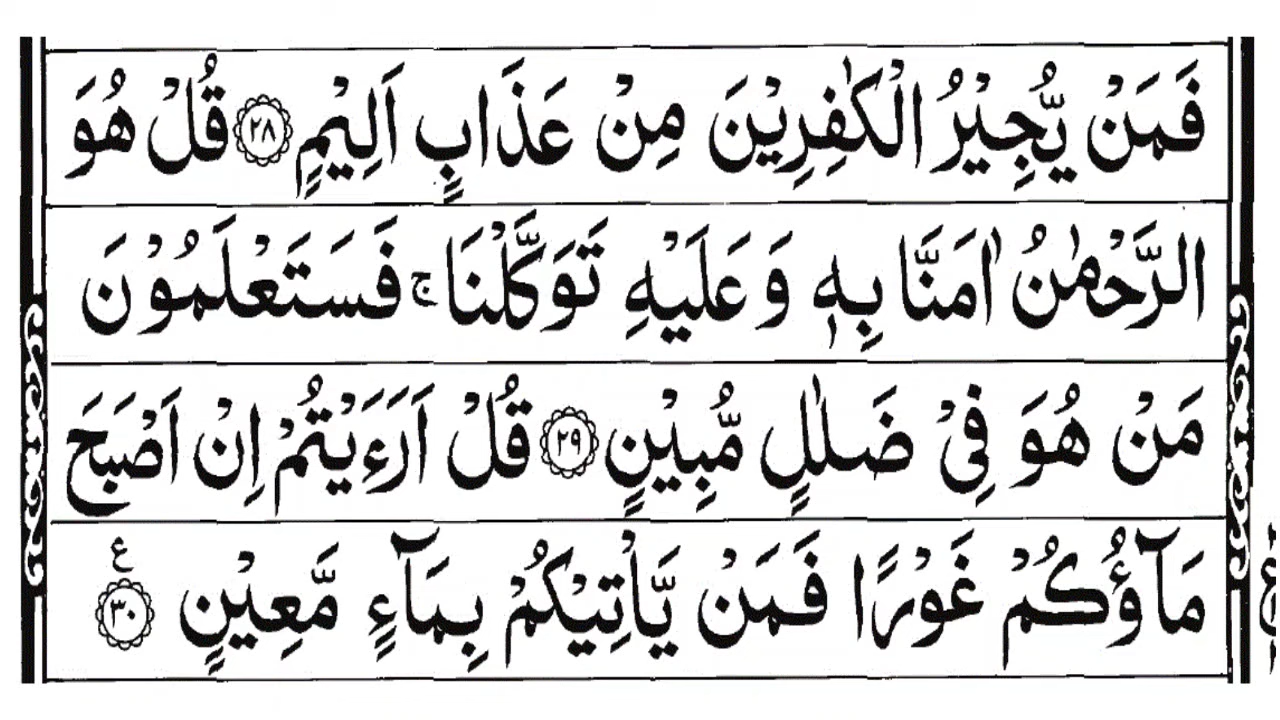 فَمَنْ يُّجِيْرُ الْكٰفِرِيْنَ مِنْ عَذَابٍ اَلِيْمٍ ﴿۲۸﴾ قُلْ هُوَ
الرَّحْمٰنُ اٰمَنَّا بِهٖ وَعَلَيْهِ تَوَكَّلْنَا ۚ فَسَتَعْلَمُوْنَ
مَنْ هُوَ فِيْ ضَلٰلٍ مُّبِيْنٍ ﴿۲۹﴾ قُلْ اَرَءَيْتُمْ اِنْ اَصْبَحَ
مَآؤُكُمْ غَوْرًا فَمَنْ يَّاْتِيْكُمْ بِمَآءٍ مَّعِيْنٍ ﴿۳۰﴾ ع